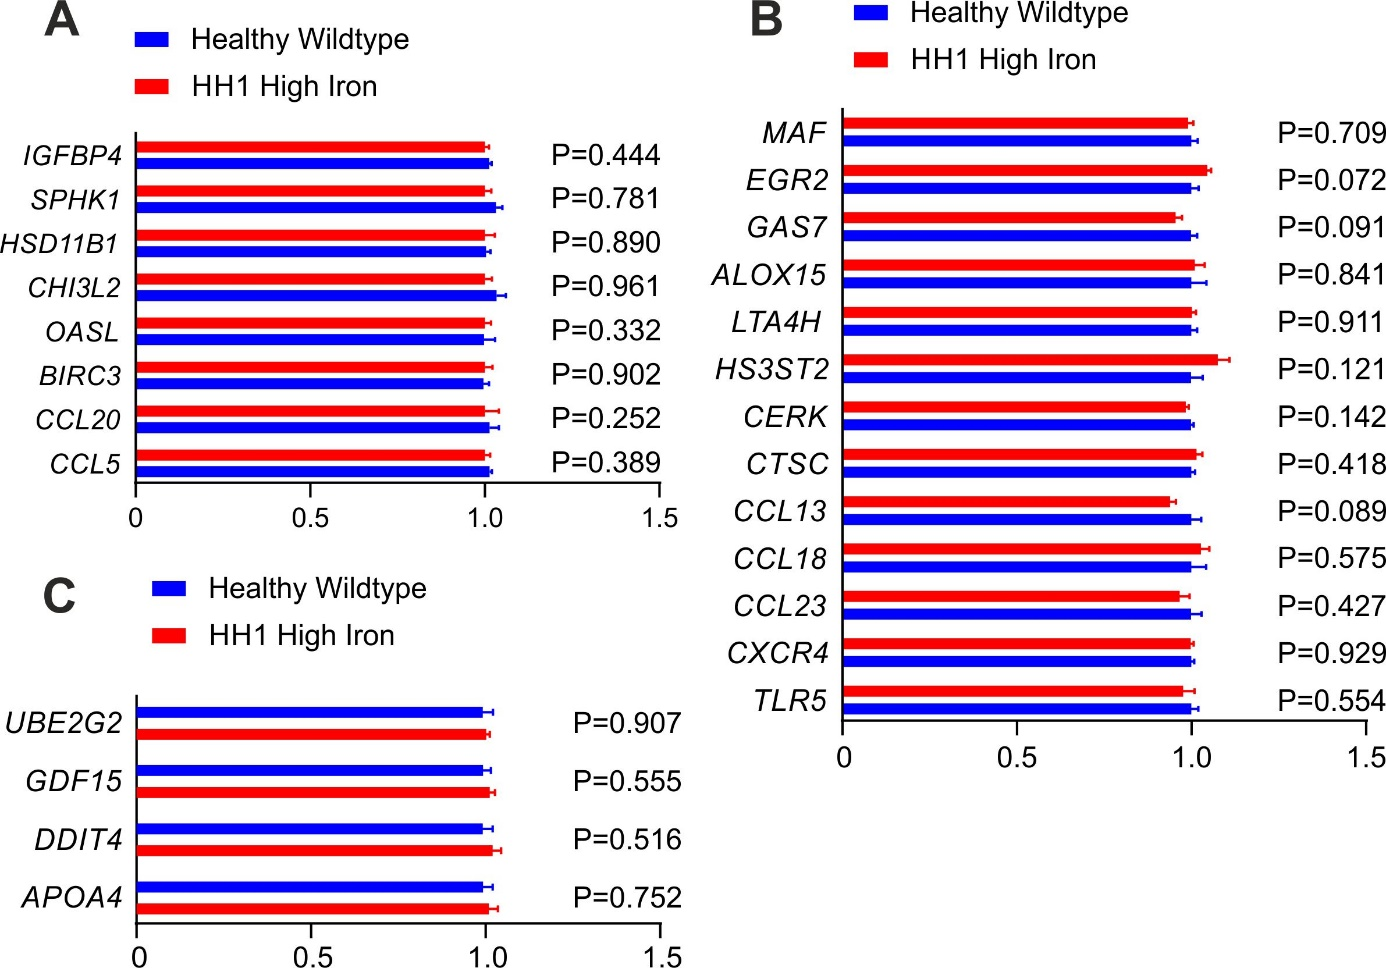 A
Healthy Wildtype
HH1 High Iron
IGFBP4 P=0.444
SPHK1 P=0.781
HSD11B1 P=0.890
CHI3L2 P=0.961
OASL P=0.332
BIRC3 P=0.902
CCL20 P=0.252
CCL5 P=0.389
0 0.5 1.0 1.5
B
Healthy Wildtype
HH1 High Iron
MAF P=0.709
EGR2 P=0.072
GAS7 P=0.091
ALOX15 P=0.841
LTA4H P=0.911
HS3ST2 P=0.121
CERK P=0.142
CTSC P=0.418
CCL13 P=0.089
CCL18 P=0.575
CCL23 P=0.427
CXCR4 P=0.929
TLR5 P=0.554
0 0.5 1.0 1.5
C
Healthy Wildtype
HH1 High Iron
UBE2G2 P=0.907
GDF15 P=0.555
DDIT4 P=0.516
APOA4 P=0.752
0 0.5 1.0 1.5